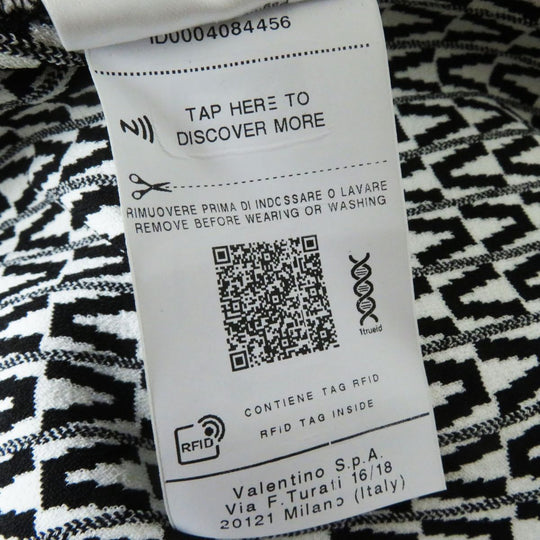 ID0004084456
TAP HERE TO
DISCOVER MORE
RIMUOVERE PRIMA DI INDOSSARE O LAVARE
REMOVE BEFORE WEARING OR WASHING
1trueid
CONTIENE TAG RFID
RFID TAG INSIDE
RFID
Valentino S.p.A.
Via F.Turati 16/18
20121 Milano (Italy)